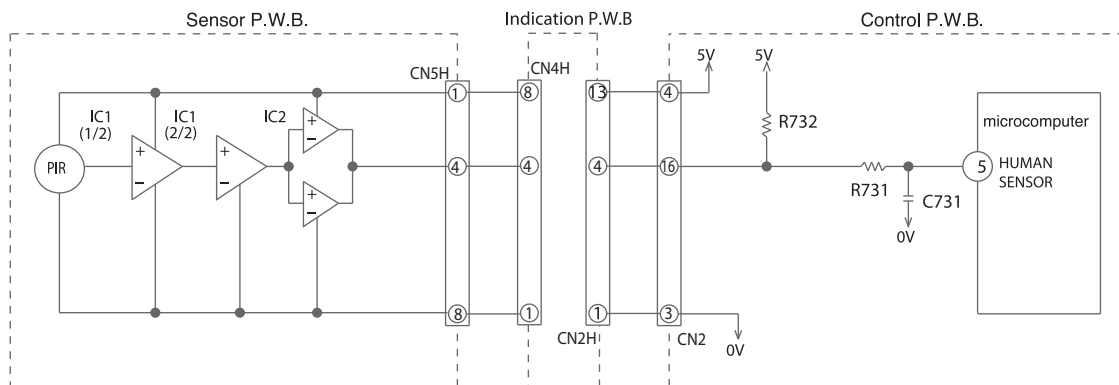 Sensor P.W.B.
Indication P.W.B
Control P.W.B.
CN5H
CN4H
5V
5V
1
8
13
4
IC1
(1/2)
IC1
(2/2)
IC2
+
R732
microcomputer
+
−
+
−
−
PIR
4
4
4
16
5
HUMAN
SENSOR
+
−
R731
C731
0V
8
1
1
3
CN2H
CN2
0V